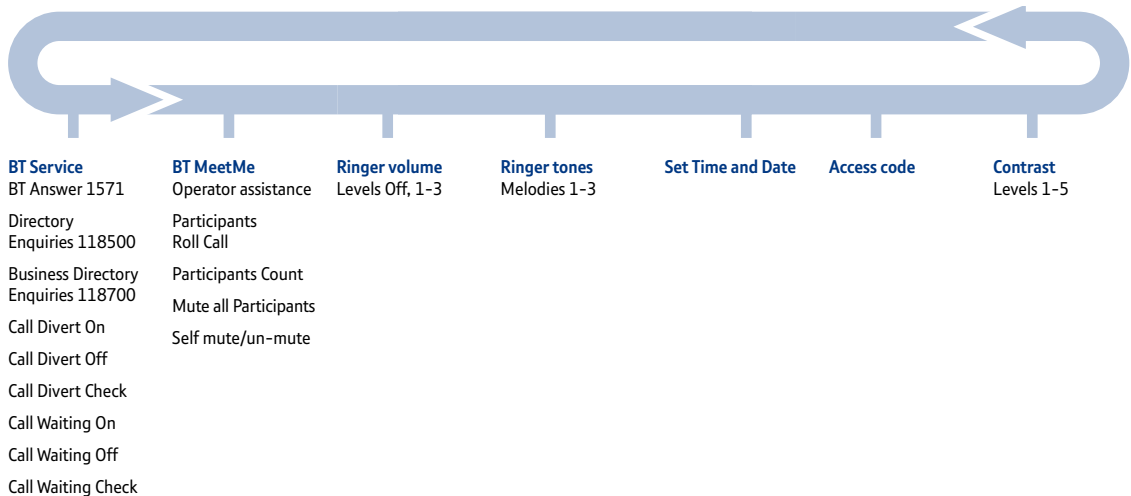 BT Service
BT Answer 1571
Directory
Enquiries 118500
Business Directory
Enquiries 118700
Call Divert On
Call Divert Off
Call Divert Check
Call Waiting On
Call Waiting Off
Call Waiting Check
BT MeetMe
Operator assistance
Participants
Roll Call
Participants Count
Mute all Participants
Self mute/un-mute
Ringer volume
Levels Off, 1-3
Ringer tones
Melodies 1-3
Set Time and Date
Access code
Contrast
Levels 1-5